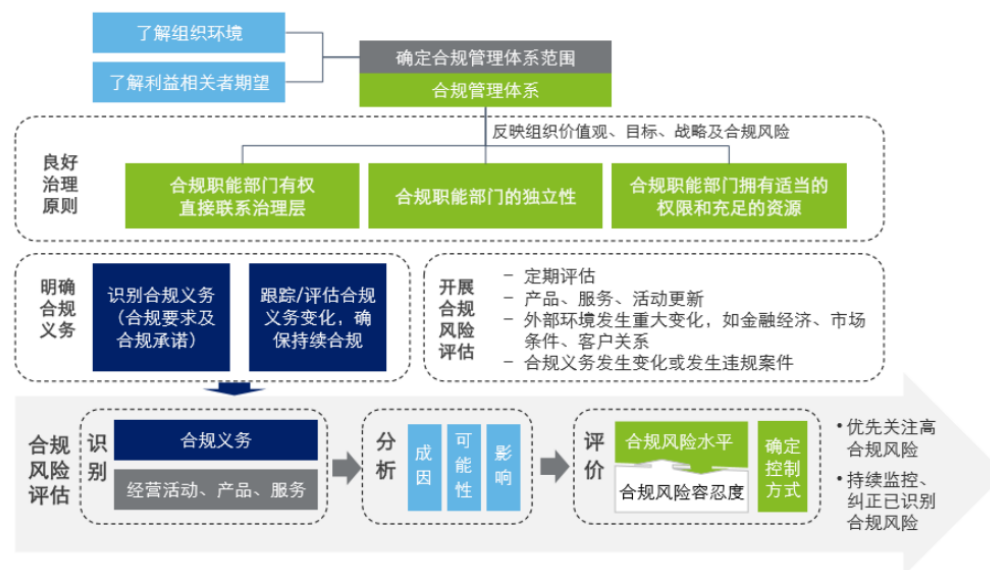 了解组织环境
了解利益相关者期望
确定合规管理体系范围
合规管理体系
反映组织价值观、目标、战略及合规风险
良好
治理
原则
合规职能部门有权
直接联系治理层
合规职能部门的独立性
合规职能部门拥有适当的
权限和充足的资源
明确
合规
义务
识别合规义务
（合规要求及
合规承诺）
跟踪/评估合规
义务变化，确
保持续合规
开展
合规
风险
评估
– 定期评估
– 产品、服务、活动更新
– 外部环境发生重大变化，如金融经济、市场
条件、客户关系
– 合规义务发生变化或发生违规案件
合规
风险
评估
识
别
合规义务
经营活动、产品、服务
分
析
成
因
可
能
性
影
响
评
价
合规风险水平
合规风险容忍度
确
定
控
制
方
式
• 优先关注高
合规风险
• 持续监控、
纠正已识别
合规风险